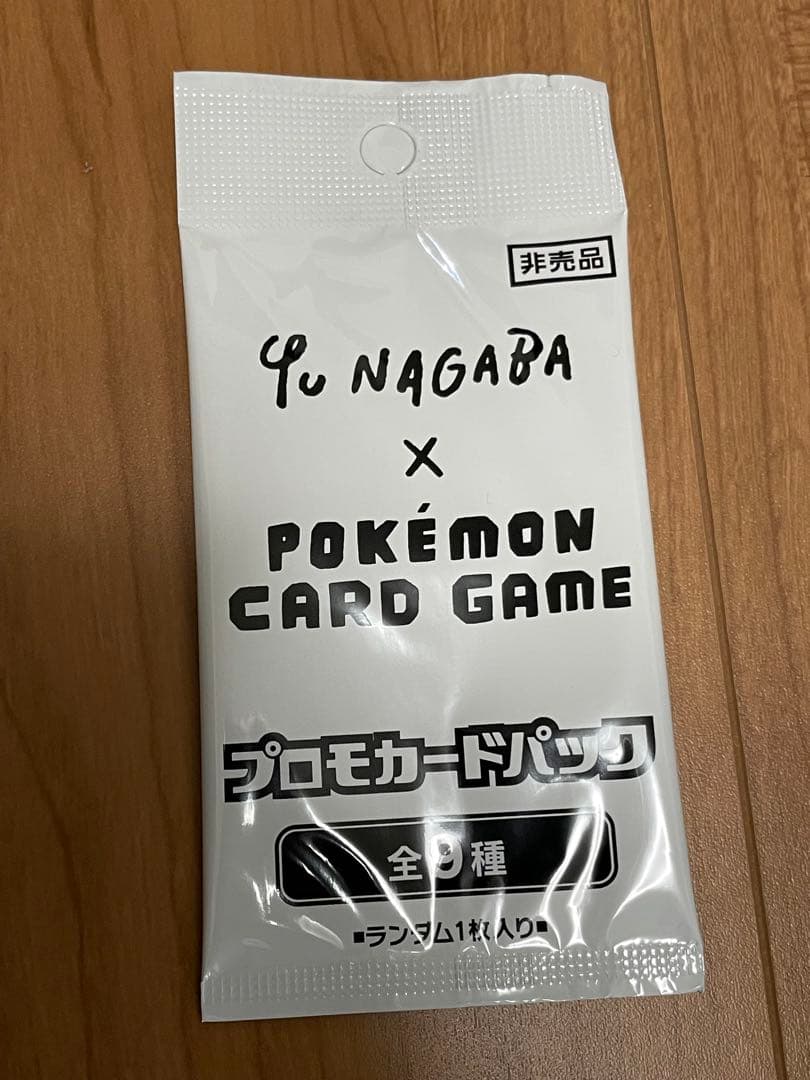 非売品
Yu NAGABA
×
POKÉMON
CARD GAME
プロモカードパック
全9種
■ランダム1枚入り■